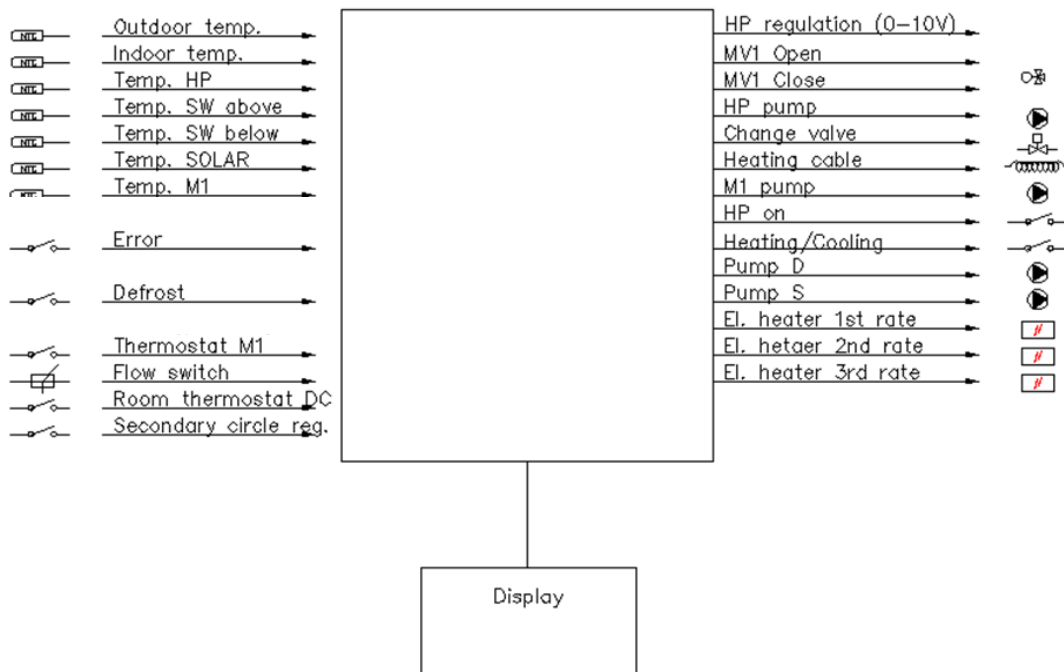 Outdoor temp.
Indoor temp.
Temp. HP
Temp. SW above
Temp. SW below
Temp. SOLAR
Temp. M1
Error
Defrost
Thermostat M1
Flow switch
Room thermostat DC
Secondary circle reg.
NTC
NTC
NTC
NTC
NTC
NTC
NTC
HP regulation (0-10V)
MV1 Open
MV1 Close
HP pump
Change valve
Heating cable
M1 pump
HP on
Heating/Cooling
Pump D
Pump S
El. heater 1st rate
El. hetaer 2nd rate
El. heater 3rd rate
Display